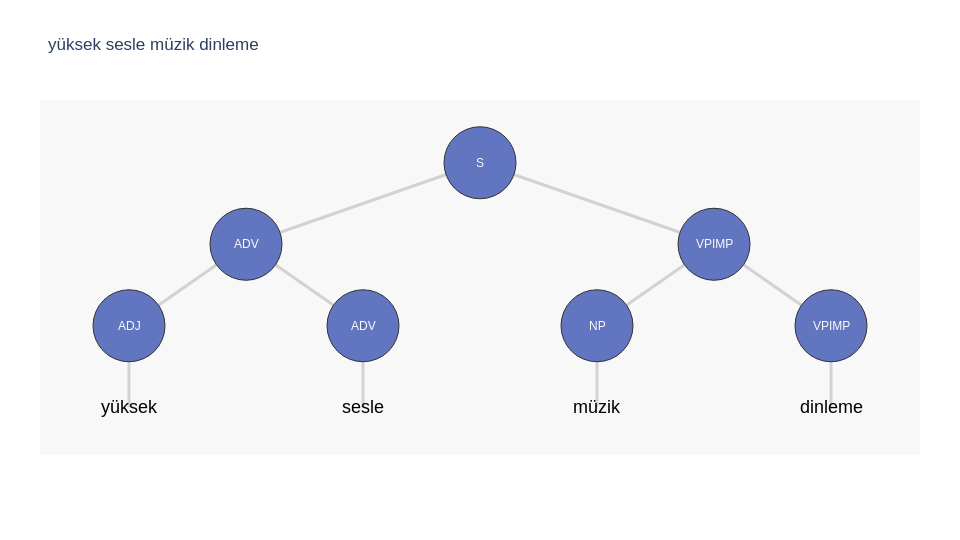 yüksek sesle müzik dinleme
S
ADV VPIMP
ADJ ADV NP VPIMP
yüksek sesle müzik dinleme